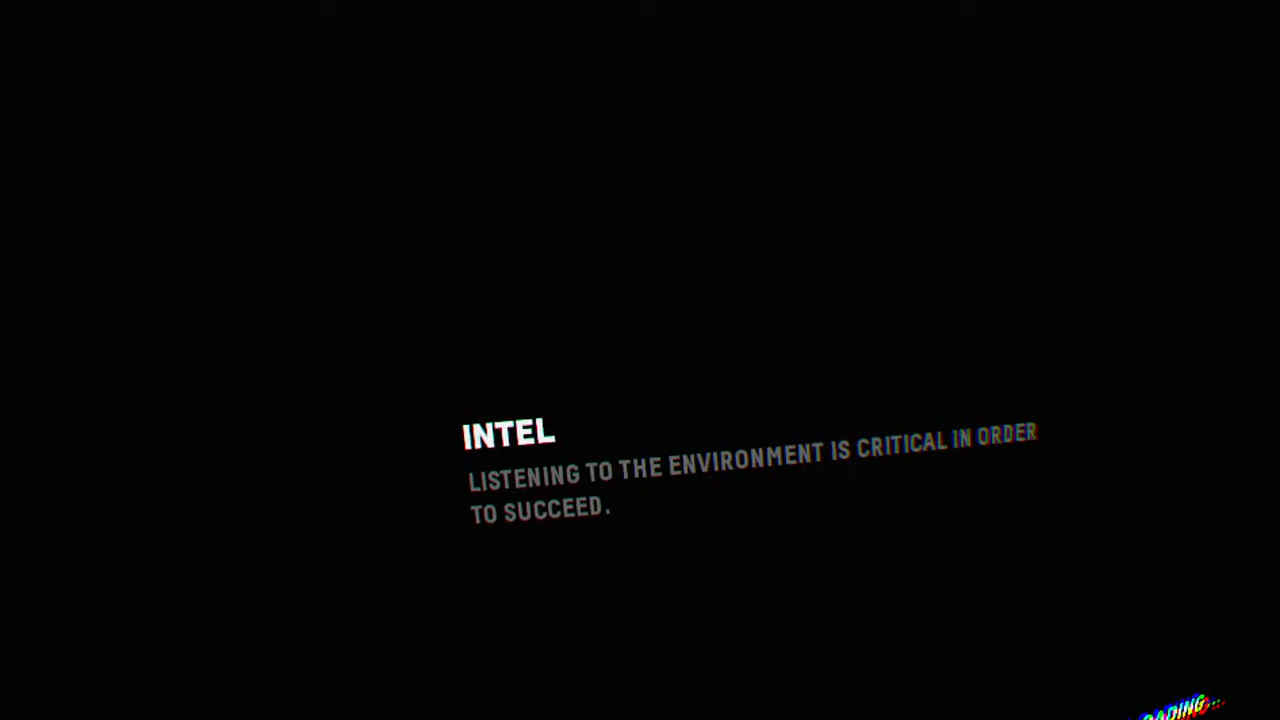 INTEL
LISTENING TO THE ENVIRONMENT IS CRITICAL IN ORDER
TO SUCCEED.